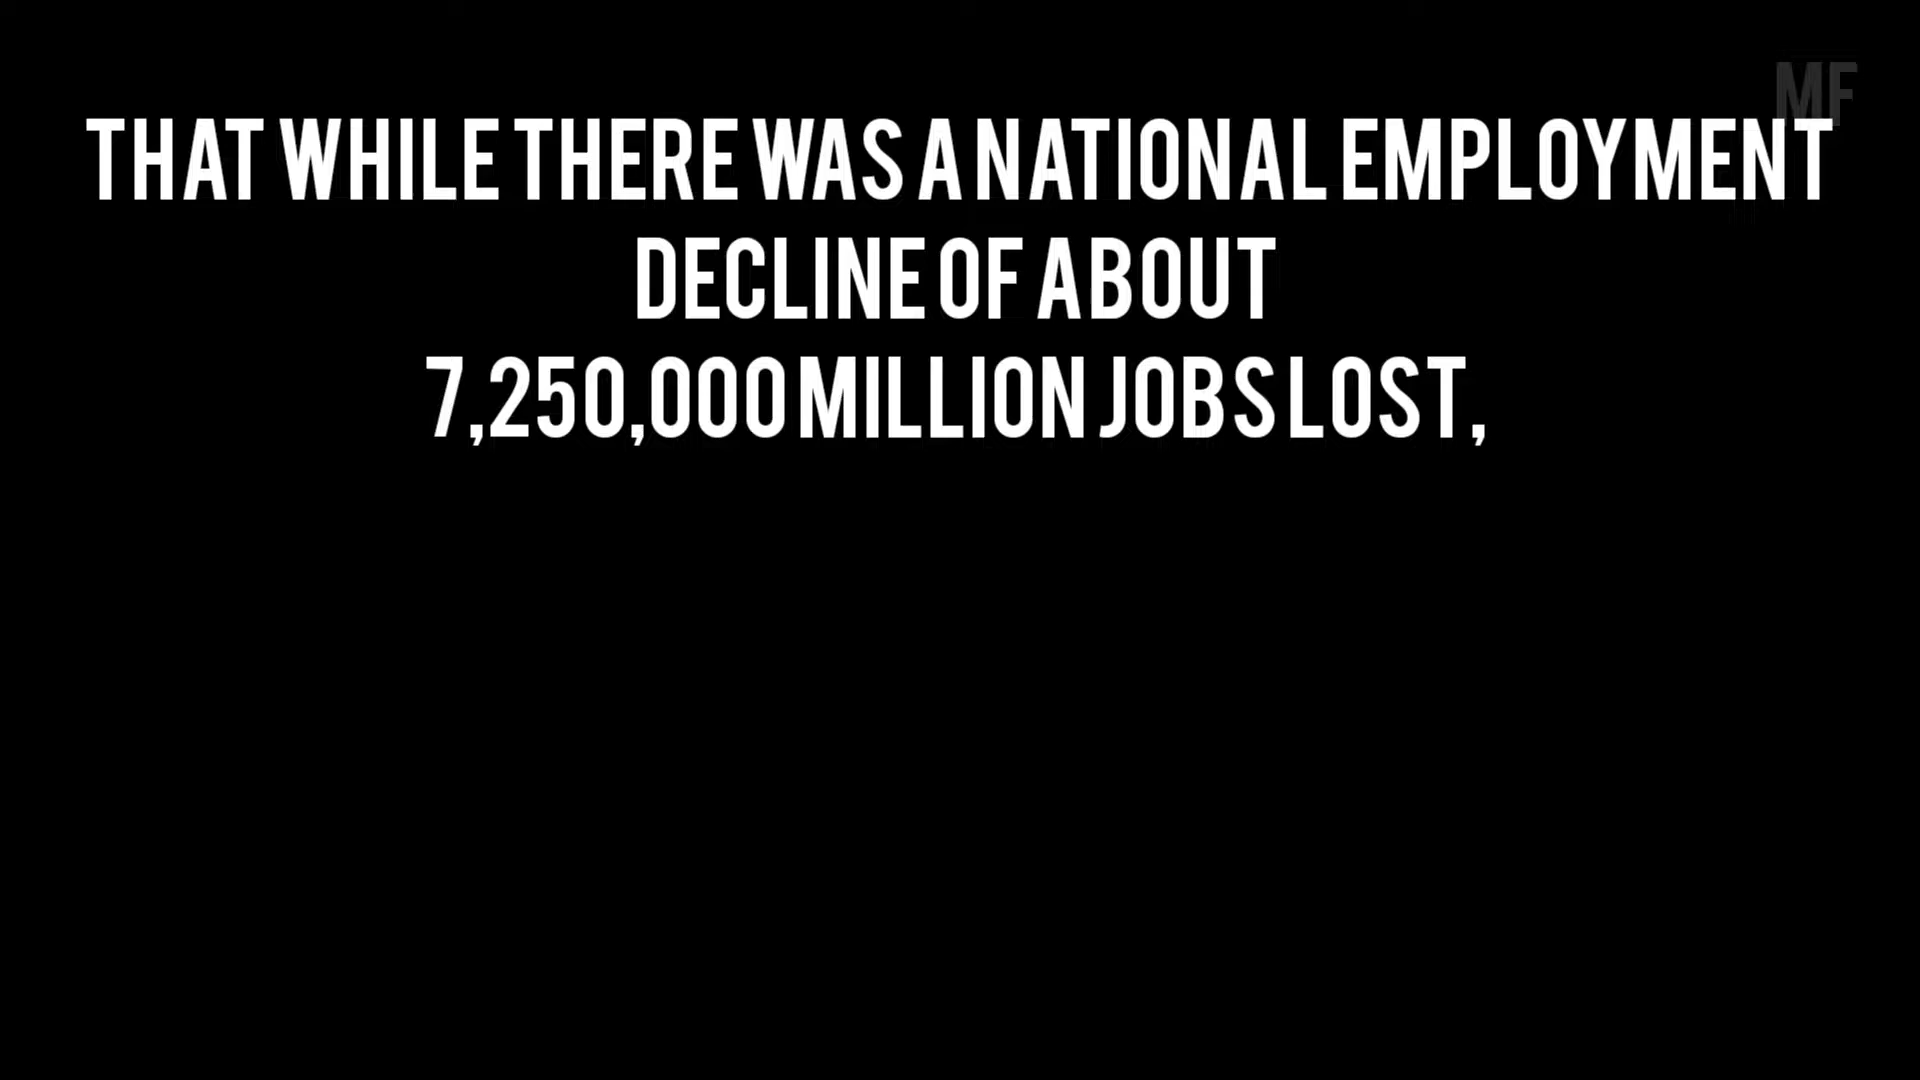 MF
THAT WHILE THERE WAS A NATIONAL EMPLOYMENT
DECLINE OF ABOUT
7,250,000 MILLION JOBS LOST,